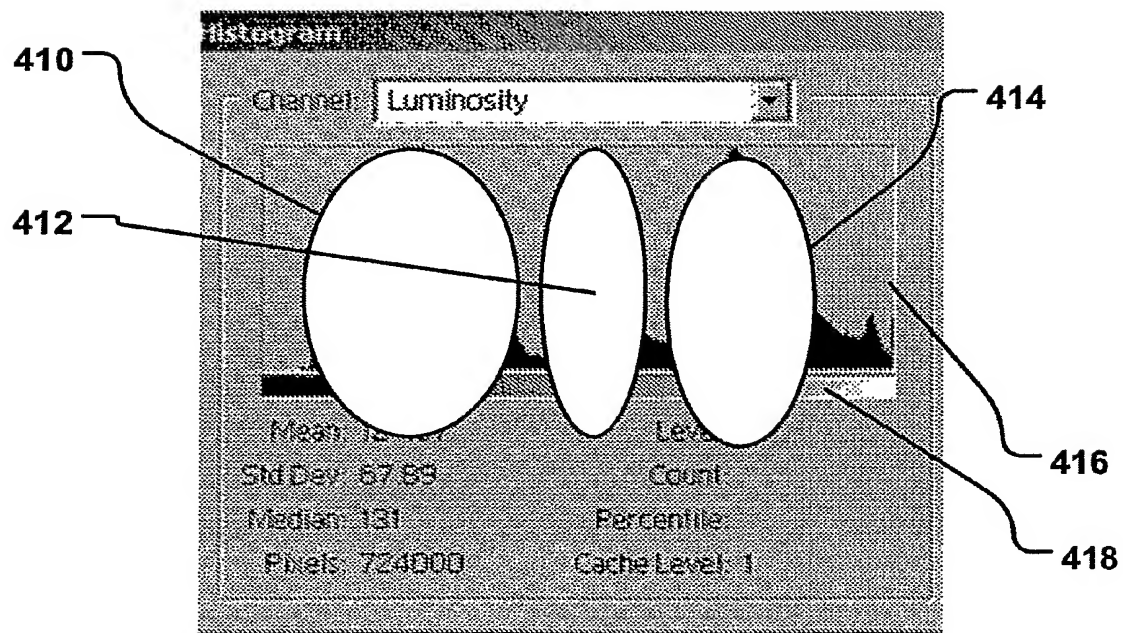 Histogram
410
Channel: Luminosity
414
412
Mean:
Std Dev: 67.89
416
Count:
Median: 131
Percentile:
418
Pixels: 724000
Cache Level: 1